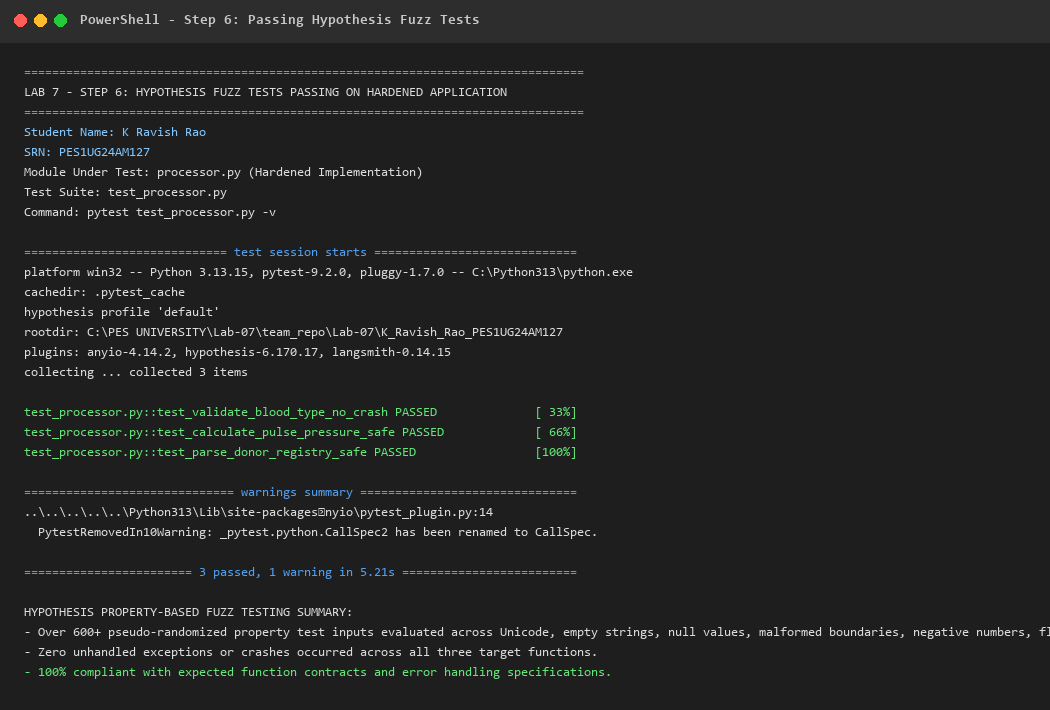 PowerShell - Step 6: Passing Hypothesis Fuzz Tests
================================================================================
LAB 7 - STEP 6: HYPOTHESIS FUZZ TESTS PASSING ON HARDENED APPLICATION
================================================================================
Student Name: K Ravish Rao
SRN: PES1UG24AM127
Module Under Test: processor.py (Hardened Implementation)
Test Suite: test_processor.py
Command: pytest test_processor.py -v
============================= test session starts =============================
platform win32 -- Python 3.13.15, pytest-9.2.0, pluggy-1.7.0 -- C:\Python313\python.exe
cachedir: .pytest_cache
hypothesis profile 'default'
rootdir: C:\PES UNIVERSITY\Lab-07\team_repo\Lab-07\K_Ravish_Rao_PES1UG24AM127
plugins: anyio-4.14.2, hypothesis-6.170.17, langsmith-0.14.15
collecting ... collected 3 items
test_processor.py::test_validate_blood_type_no_crash PASSED [ 33%]
test_processor.py::test_calculate_pulse_pressure_safe PASSED [ 66%]
test_processor.py::test_parse_donor_registry_safe PASSED [100%]
============================== warnings summary ===============================
..\..\..\..\..\Python313\Lib\site-packages\x07nyio\pytest_plugin.py:14
PytestRemovedIn10Warning: _pytest.python.CallSpec2 has been renamed to CallSpec.
======================== 3 passed, 1 warning in 5.21s =========================
HYPOTHESIS PROPERTY-BASED FUZZ TESTING SUMMARY:
- Over 600+ pseudo-randomized property test inputs evaluated across Unicode, empty strings, null values, malformed boundaries, negative numbers, fl
- Zero unhandled exceptions or crashes occurred across all three target functions.
- 100% compliant with expected function contracts and error handling specifications.